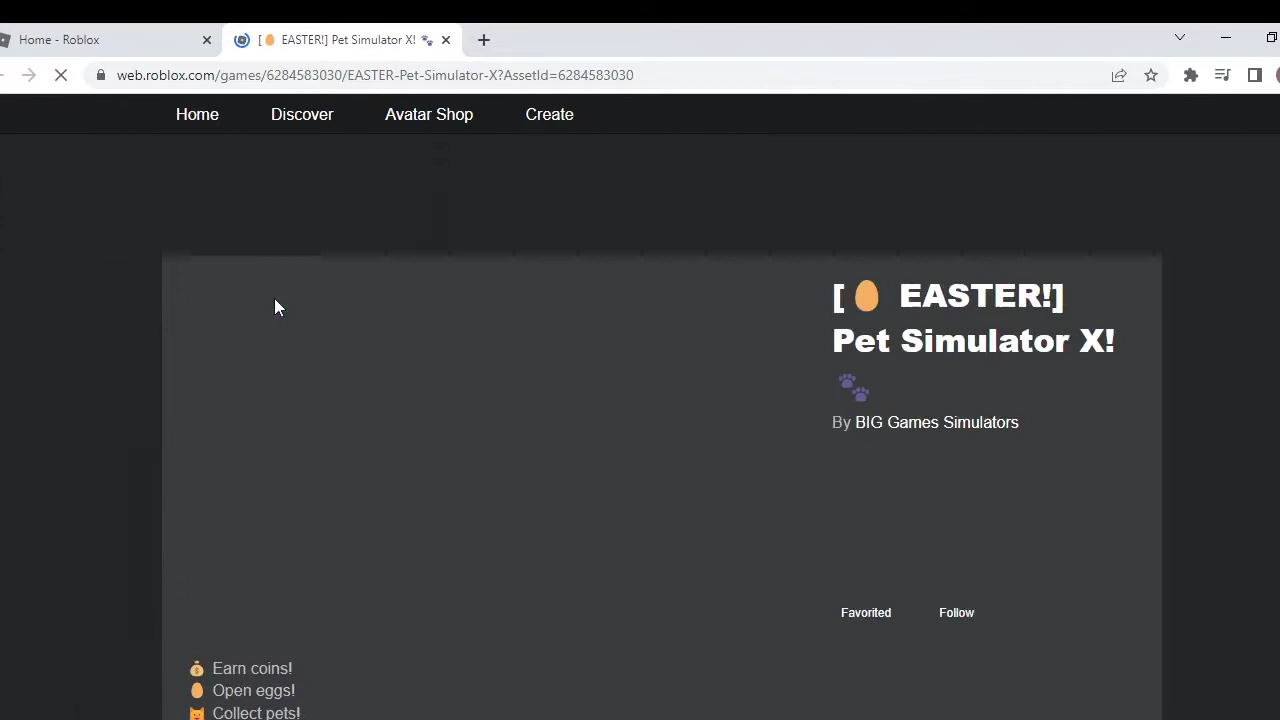 Home - Roblox
[🥚 EASTER!] Pet Simulator X! 🐾
web.roblox.com/games/6284583030/EASTER-Pet-Simulator-X?AssetId=6284583030
Home Discover Avatar Shop Create
[🥚 EASTER!]
Pet Simulator X!
🐾
By BIG Games Simulators
Favorited Follow
💰 Earn coins!
🥚 Open eggs!
🐱 Collect pets!